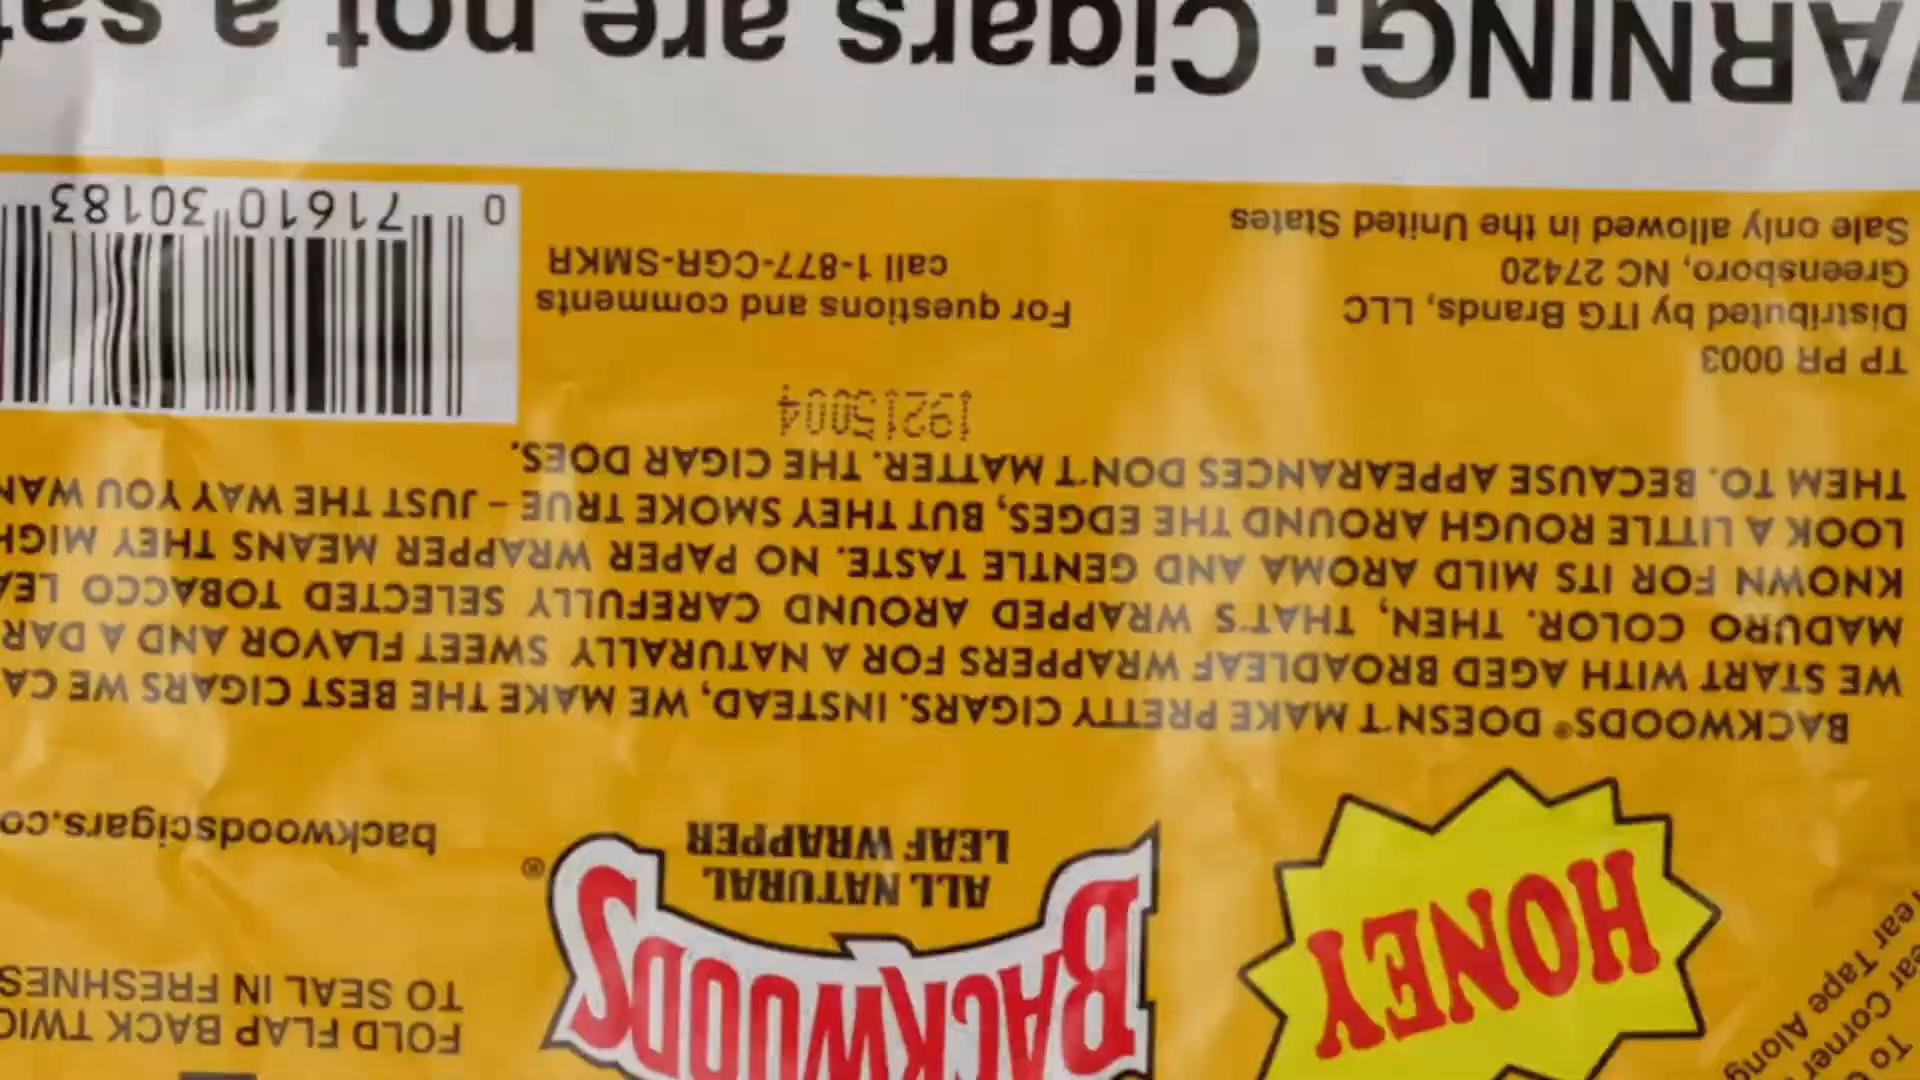 To
ear Corner
Tear Tape Along
HONEY
BACKWOODS
ALL NATURAL
LEAF WRAPPER
®
FOLD FLAP BACK
TO SEAL IN
backwoodscigars.co
BACKWOODS® DOESN'T MAKE PRETTY CIGARS. INSTEAD, WE MAKE THE BEST CIGARS WE CA
WE START WITH AGED BROADLEAF WRAPPERS FOR A NATURALLY SWEET FLAVOR AND A DAR
MADURO COLOR. THEN, THAT'S WRAPPED AROUND CAREFULLY SELECTED TOBACCO LEA
KNOWN FOR ITS MILD AROMA AND GENTLE TASTE. NO PAPER WRAPPER MEANS THEY MIGH
LOOK A LITTLE ROUGH AROUND THE EDGES, BUT THEY SMOKE TRUE – JUST THE WAY YOU WAN
THEM TO. BECAUSE APPEARANCES DON'T MATTER. THE CIGAR DOES.
19215004
TP PR 0003
Distributed by ITG Brands, LLC
Greensboro, NC 27420
Sale only allowed in the United States
For questions and comments
call 1-877-CGR-SMKR
0 71610 30183
ARNING: Cigars are not a saf